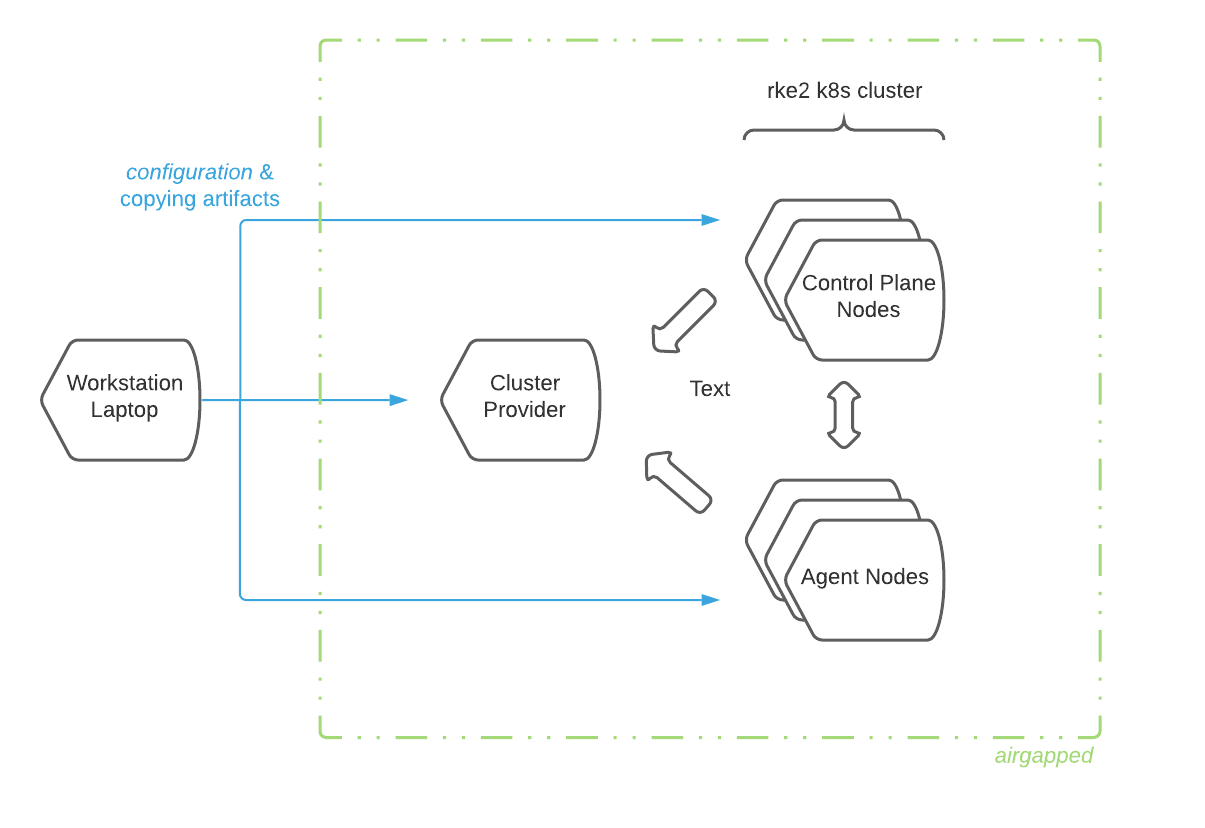 rke2 k8s cluster
configuration &
copying artifacts
Control Plane
Nodes
Workstation
Laptop
Cluster
Provider
Text
Agent Nodes
airgapped